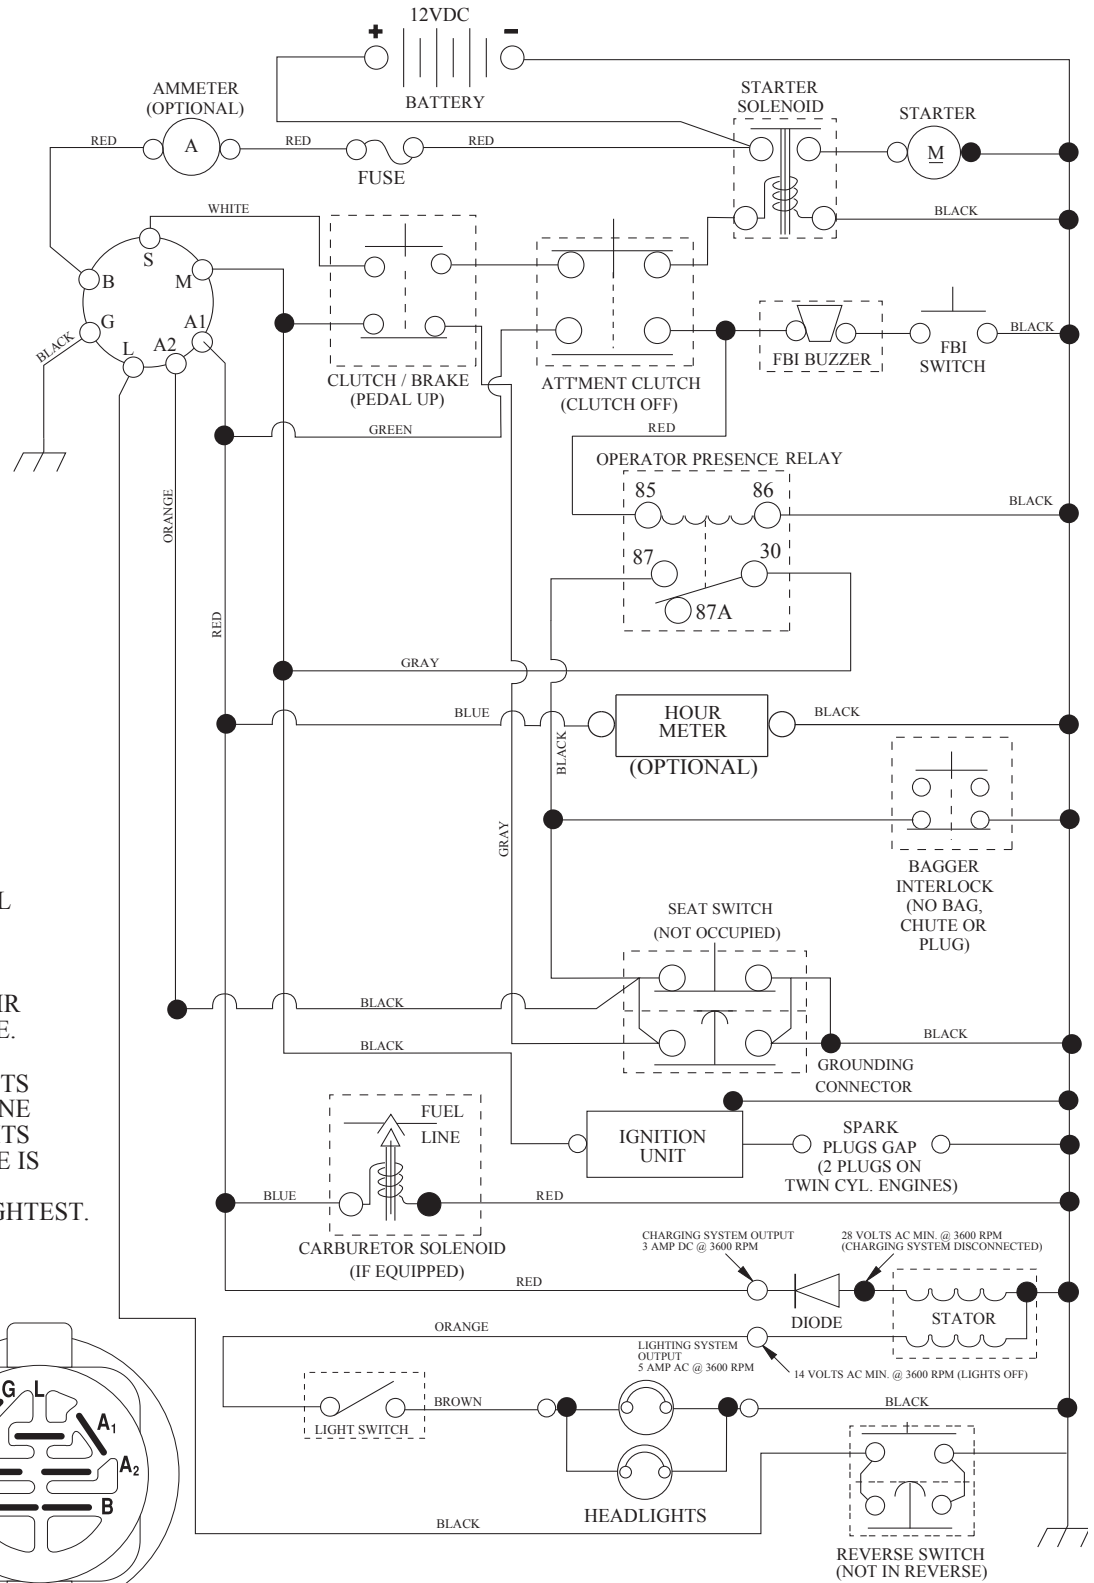 12VDC
+
-
BATTERY
AMMETER
(OPTIONAL)
STARTER
SOLENOID
STARTER
RED
A
RED
RED
FUSE
M
WHITE
BLACK
S
B
M
G
A1
A2
L
BLACK
CLUTCH / BRAKE
(PEDAL UP)
ATT'MENT CLUTCH
(CLUTCH OFF)
FBI BUZZER
FBI
SWITCH
BLACK
GREEN
RED
OPERATOR PRESENCE RELAY
85
86
BLACK
ORANGE
87
30
87A
RED
GRAY
BLUE
HOUR
METER
(OPTIONAL)
BLACK
BLACK
GRAY
BAGGER
INTERLOCK
(NO BAG,
CHUTE OR
PLUG)
L
SEAT SWITCH
(NOT OCCUPIED)
IR
E.
BLACK
BLACK
BLACK
GROUNDING
CONNECTOR
TS
NE
TS
E IS
GHTEST.
FUEL
LINE
IGNITION
UNIT
SPARK
PLUGS GAP
(2 PLUGS ON
TWIN CYL. ENGINES)
BLUE
RED
CARBURETOR SOLENOID
(IF EQUIPPED)
CHARGING SYSTEM OUTPUT
3 AMP DC @ 3600 RPM
28 VOLTS AC MIN. @ 3600 RPM
(CHARGING SYSTEM DISCONNECTED)
RED
DIODE
STATOR
ORANGE
LIGHTING SYSTEM
OUTPUT
5 AMP AC @ 3600 RPM
14 VOLTS AC MIN. @ 3600 RPM (LIGHTS OFF)
LIGHT SWITCH
BROWN
BLACK
HEADLIGHTS
G
L
A1
A2
B
BLACK
REVERSE SWITCH
(NOT IN REVERSE)